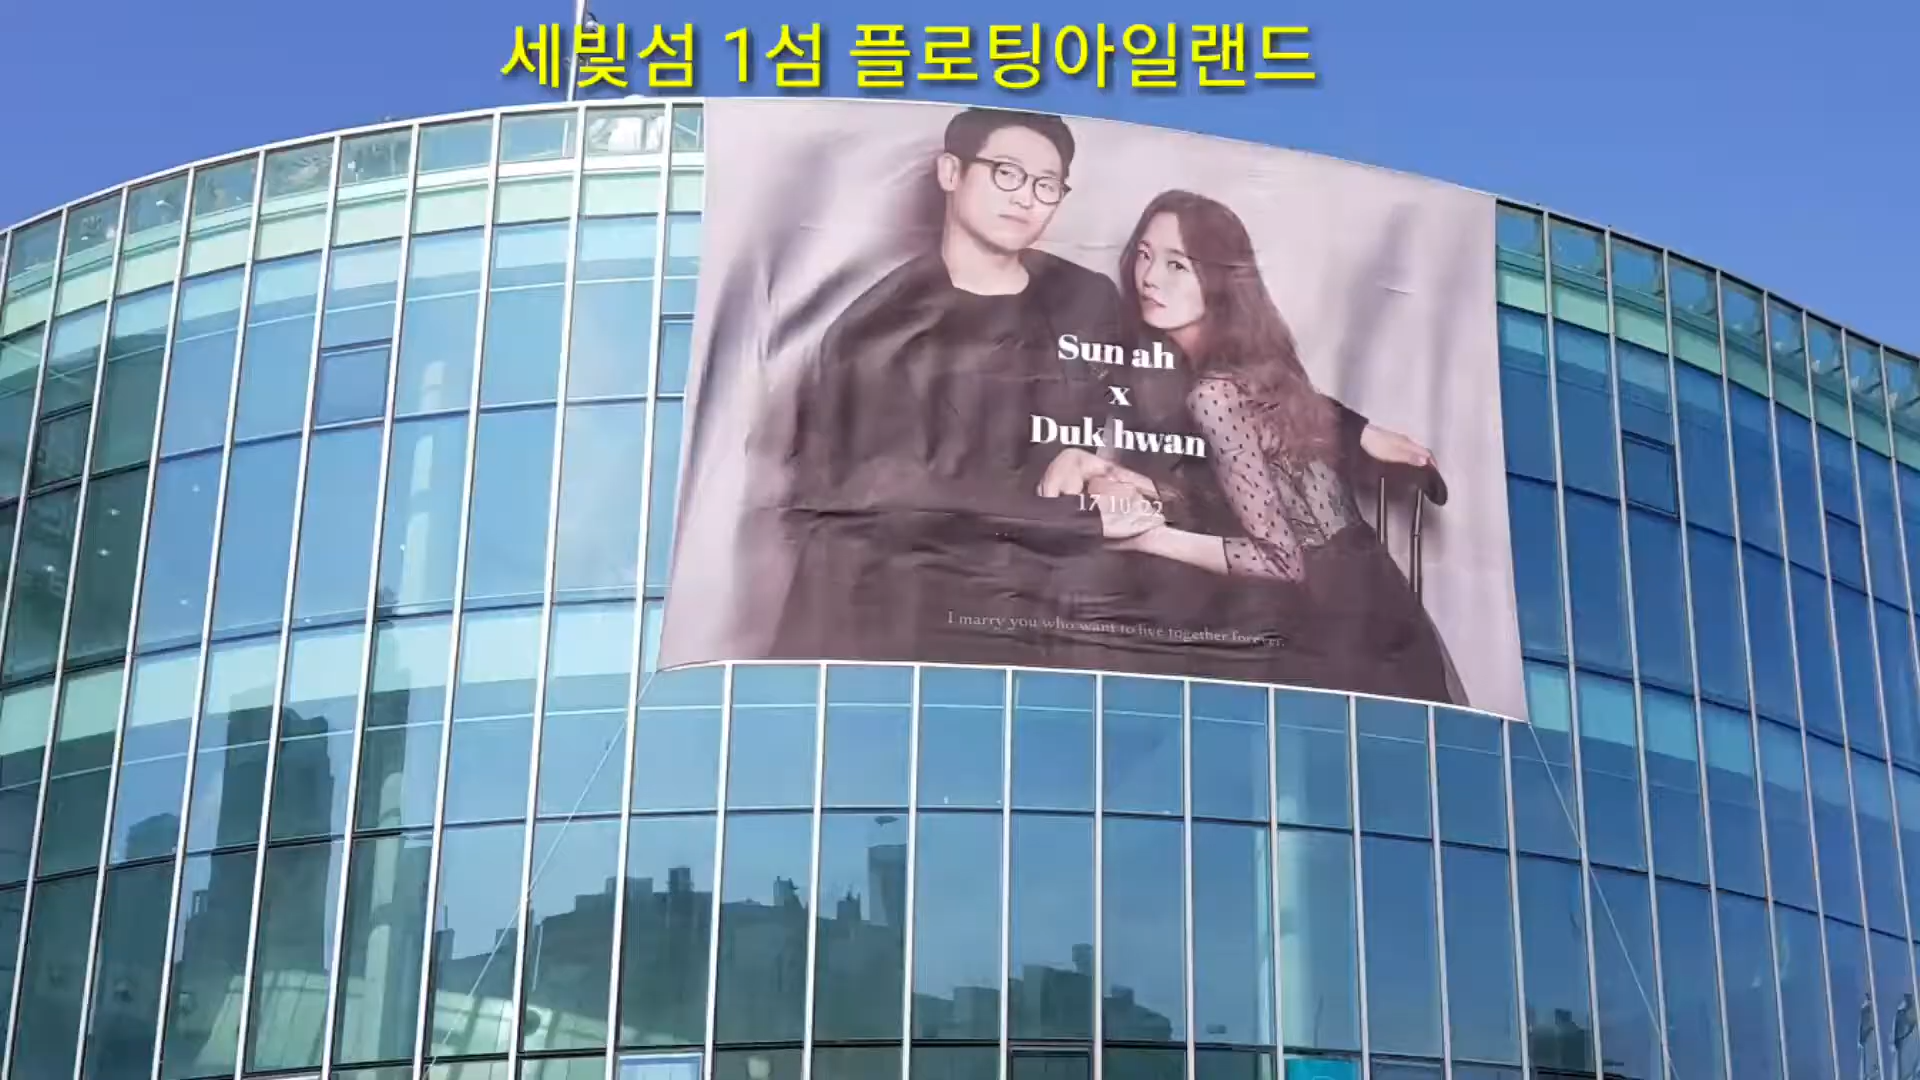 세빛섬 1섬 플로팅아일랜드
Sun ah
x
Duk hwan
17 10 22
I marry you who want to live together forever.